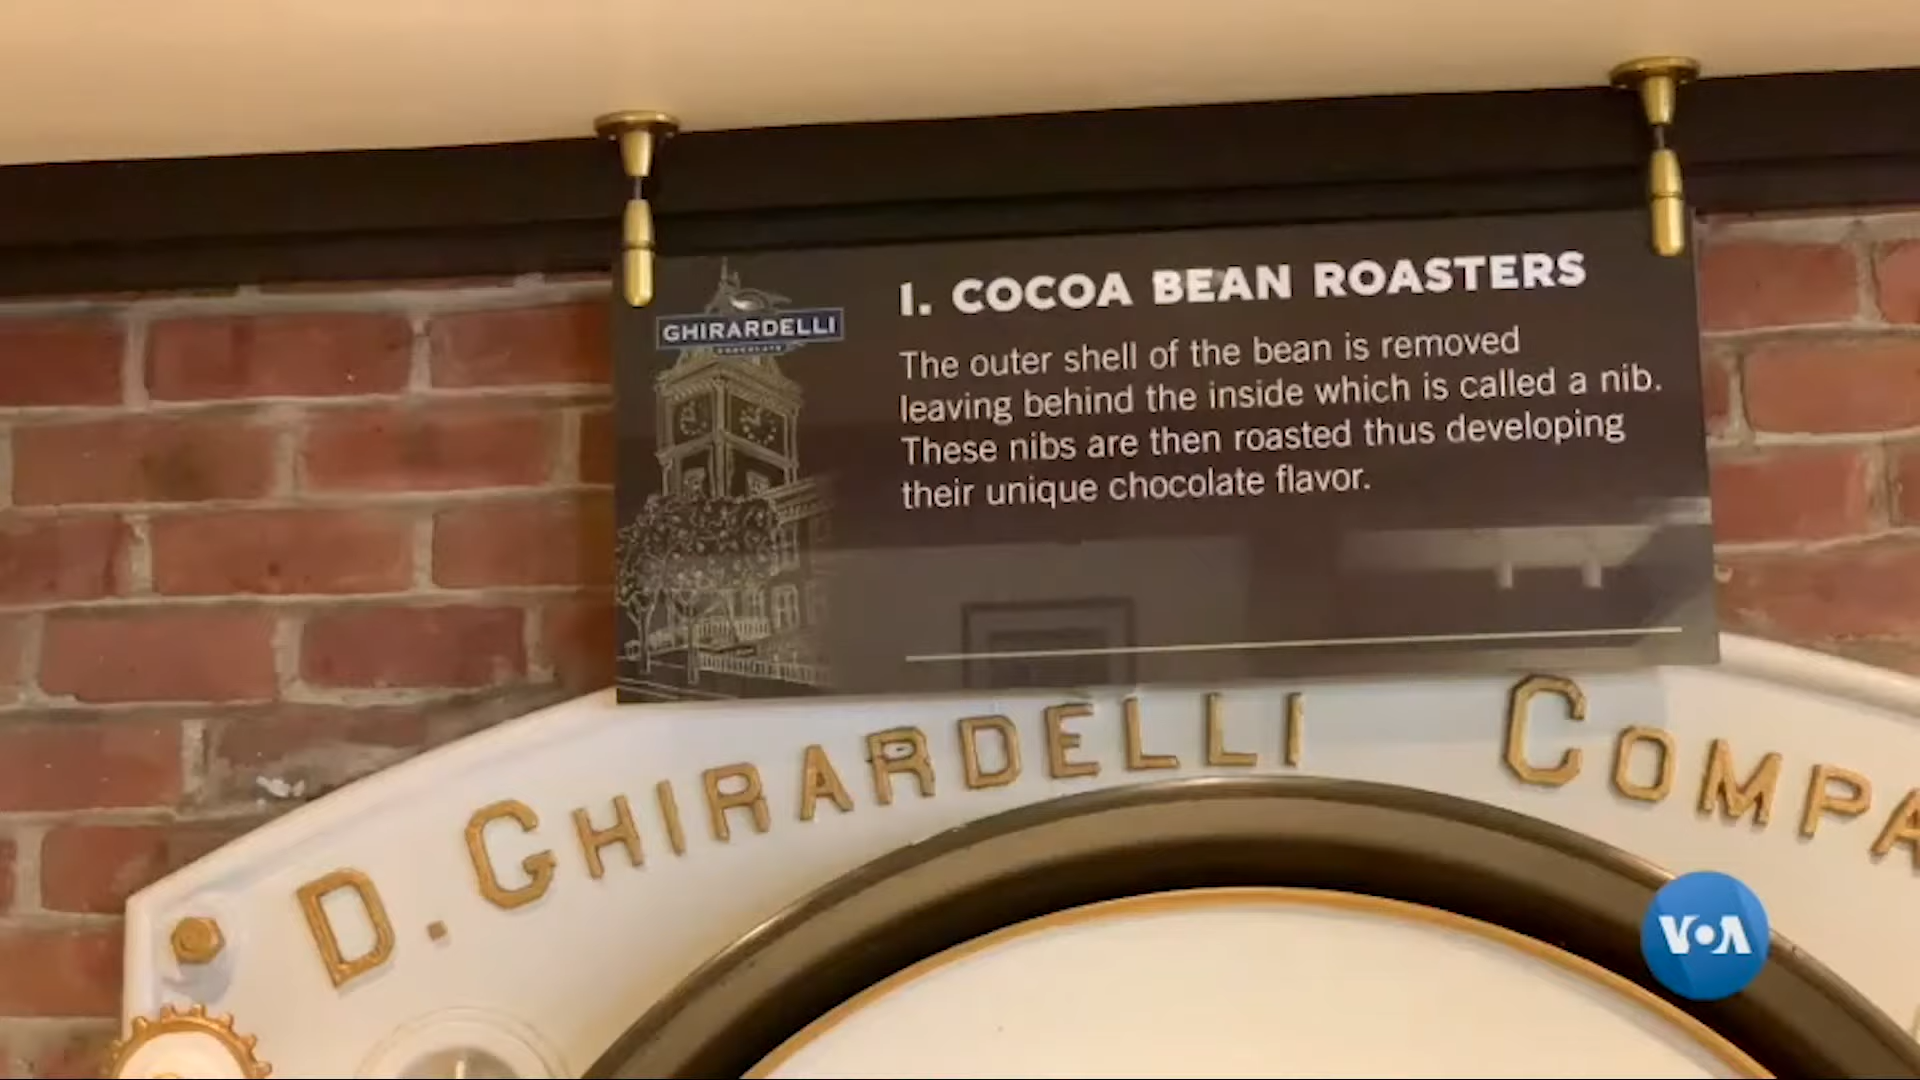 GHIRARDELLI
CHOCOLATE
1. COCOA BEAN ROASTERS
The outer shell of the bean is removed
leaving behind the inside which is called a nib.
These nibs are then roasted thus developing
their unique chocolate flavor.
D. GHIRARDELLI COMPA
VOA